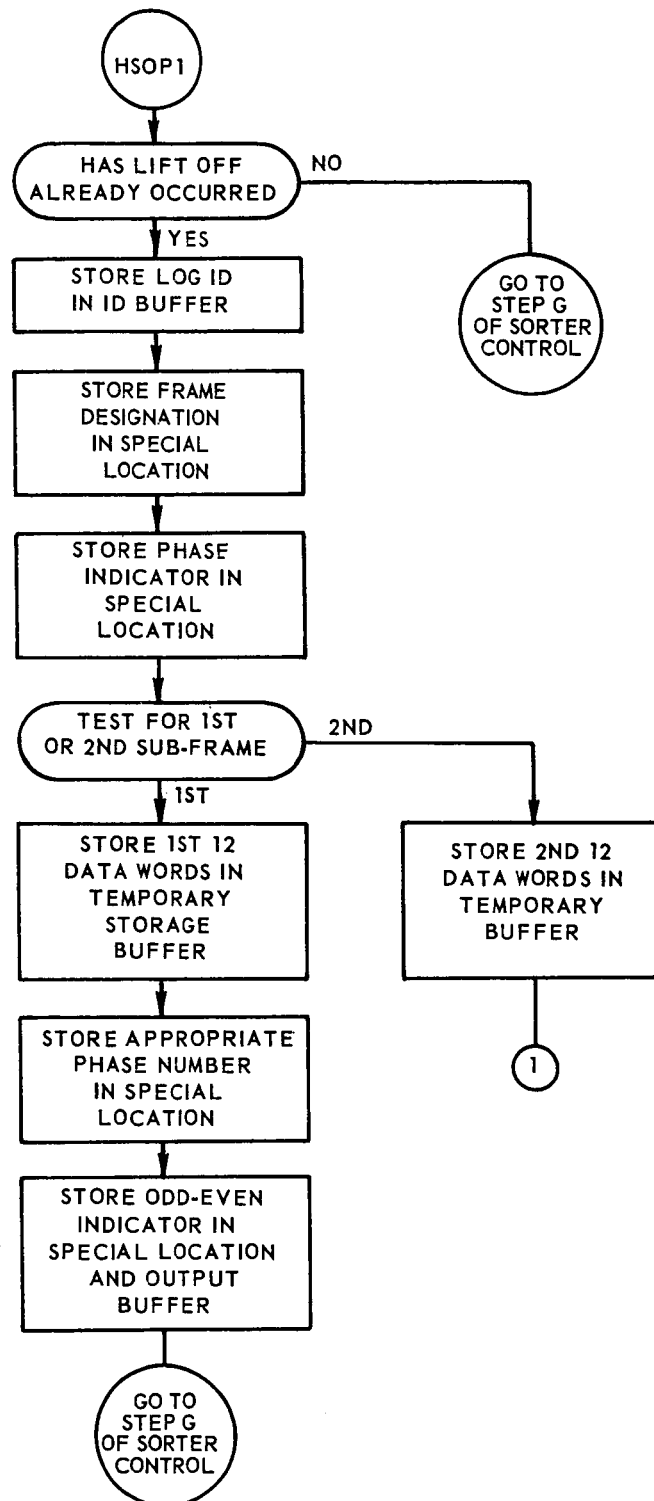 HSOP1
HAS LIFT OFF
ALREADY OCCURRED
NO
YES
GO TO
STEP G
OF SORTER
CONTROL
STORE LOG ID
IN ID BUFFER
STORE FRAME
DESIGNATION
IN SPECIAL
LOCATION
STORE PHASE
INDICATOR IN
SPECIAL
LOCATION
TEST FOR 1ST
OR 2ND SUB-FRAME
2ND
1ST
STORE 1ST 12
DATA WORDS IN
TEMPORARY
STORAGE
BUFFER
STORE 2ND 12
DATA WORDS IN
TEMPORARY
BUFFER
1
STORE APPROPRIATE
PHASE NUMBER
IN SPECIAL
LOCATION
STORE ODD-EVEN
INDICATOR IN
SPECIAL LOCATION
AND OUTPUT
BUFFER
GO TO
STEP G
OF SORTER
CONTROL